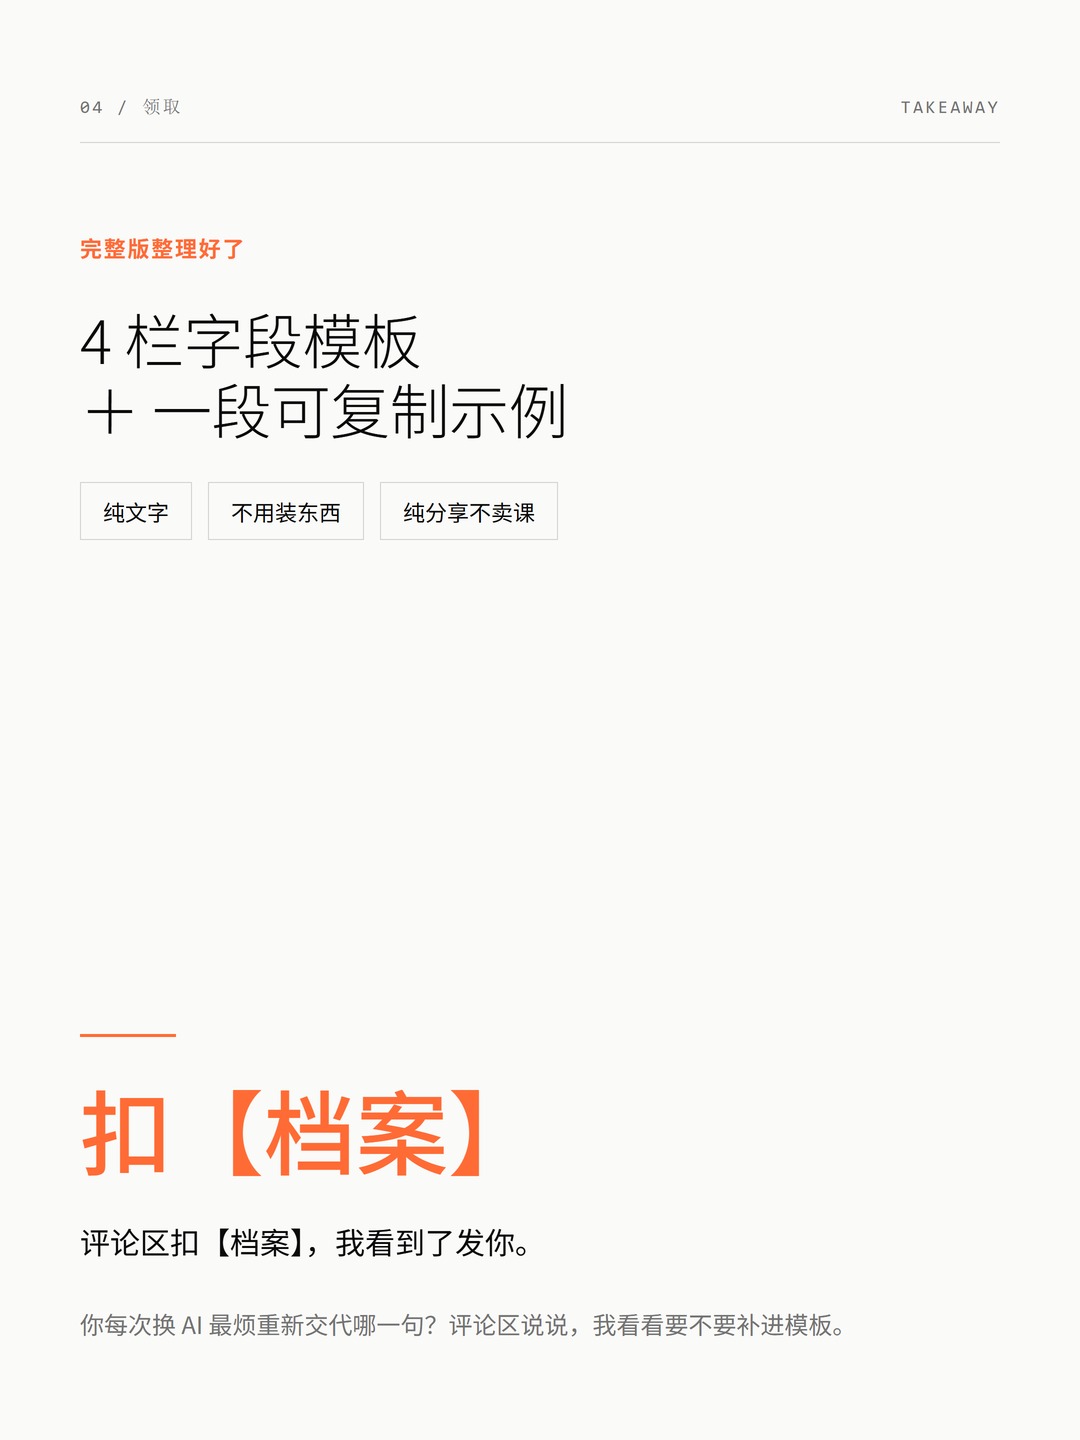 04 / 领取
TAKEAWAY
完整版整理好了
4 栏字段模板
＋ 一段可复制示例
纯文字
不用装东西
纯分享不卖课
扣【档案】
评论区扣【档案】，我看到了发你。
你每次换 AI 最烦重新交代哪一句？评论区说说，我看看要不要补进模板。